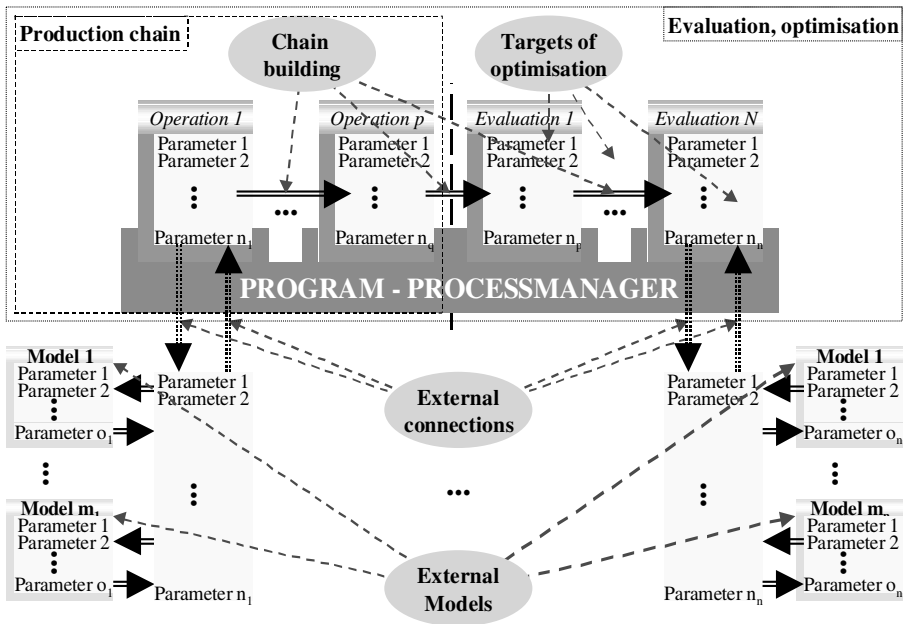 Production chain
Evaluation, optimisation
Chain
building
Targets of
optimisation
Operation 1
Parameter 1
Parameter 2
Parameter n1
Operation p
Parameter 1
Parameter 2
Parameter nq
Evaluation 1
Parameter 1
Parameter 2
Parameter np
Evaluation N
Parameter 1
Parameter 2
Parameter nn
...
...
PROGRAM - PROCESSMANAGER
Model 1
Parameter 1
Parameter 2
Parameter o1
Model m1
Parameter 1
Parameter 2
Parameter o1
Parameter 1
Parameter 2
Parameter n1
External
connections
...
External
Models
Parameter 1
Parameter 2
Parameter nn
Model 1
Parameter 1
Parameter 2
Parameter on
Model m
Parameter 1
Parameter 2
Parameter on